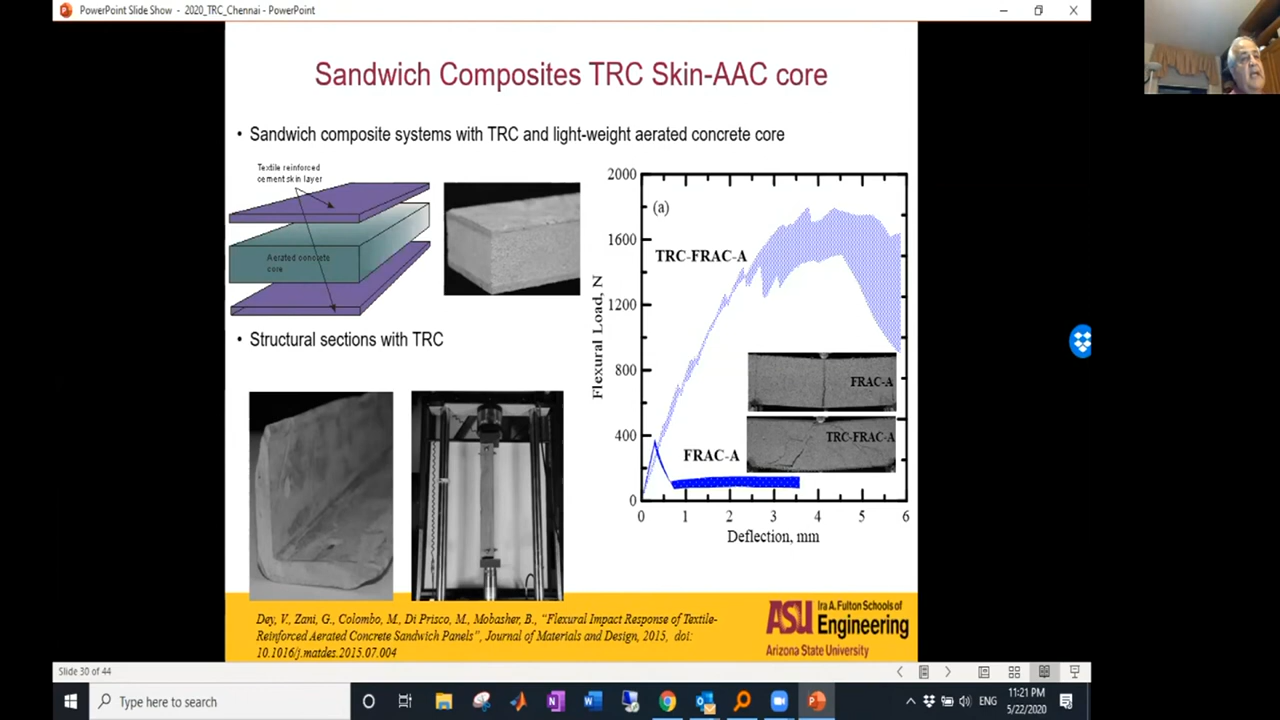 PowerPoint Slide Show - 2020_TRC_Chennai - PowerPoint
Sandwich Composites TRC Skin-AAC core
• Sandwich composite systems with TRC and light-weight aerated concrete core
Textile reinforced
cement skin layer
Aerated concrete
core
• Structural sections with TRC
2000
1600
1200
800
400
0
Flexural Load, N
(a)
TRC-FRAC-A
FRAC-A
FRAC-A
TRC-FRAC-A
0 1 2 3 4 5 6
Deflection, mm
Dey, V., Zani, G., Colombo, M., Di Prisco, M., Mobasher, B., “Flexural Impact Response of Textile-
Reinforced Aerated Concrete Sandwich Panels”, Journal of Materials and Design, 2015, doi:
10.1016/j.matdes.2015.07.004
ASU Ira A. Fulton Schools of
Engineering
Arizona State University
Slide 30 of 44
Type here to search
ENG
11:21 PM
5/22/2020